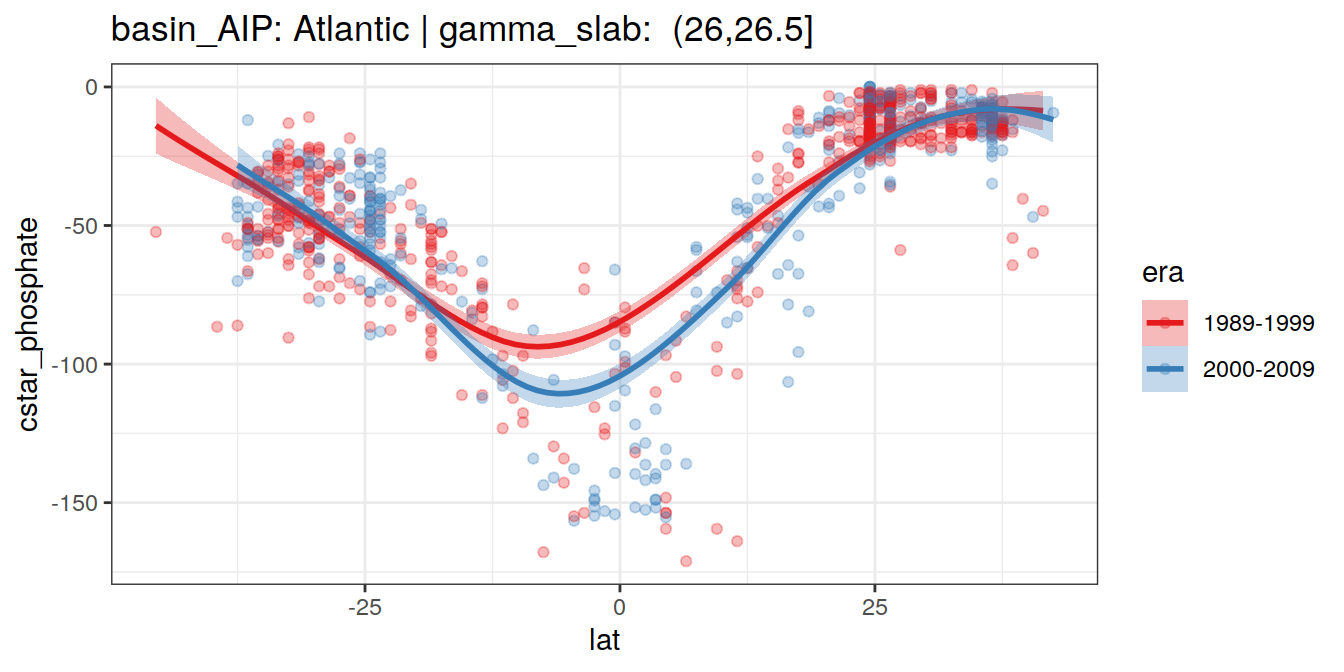 basin_AIP: Atlantic | gamma_slab:  (26,26.5]
0
-50
-100
-150
cstar_phosphate
-25
0
25
lat
era
1989-1999
2000-2009